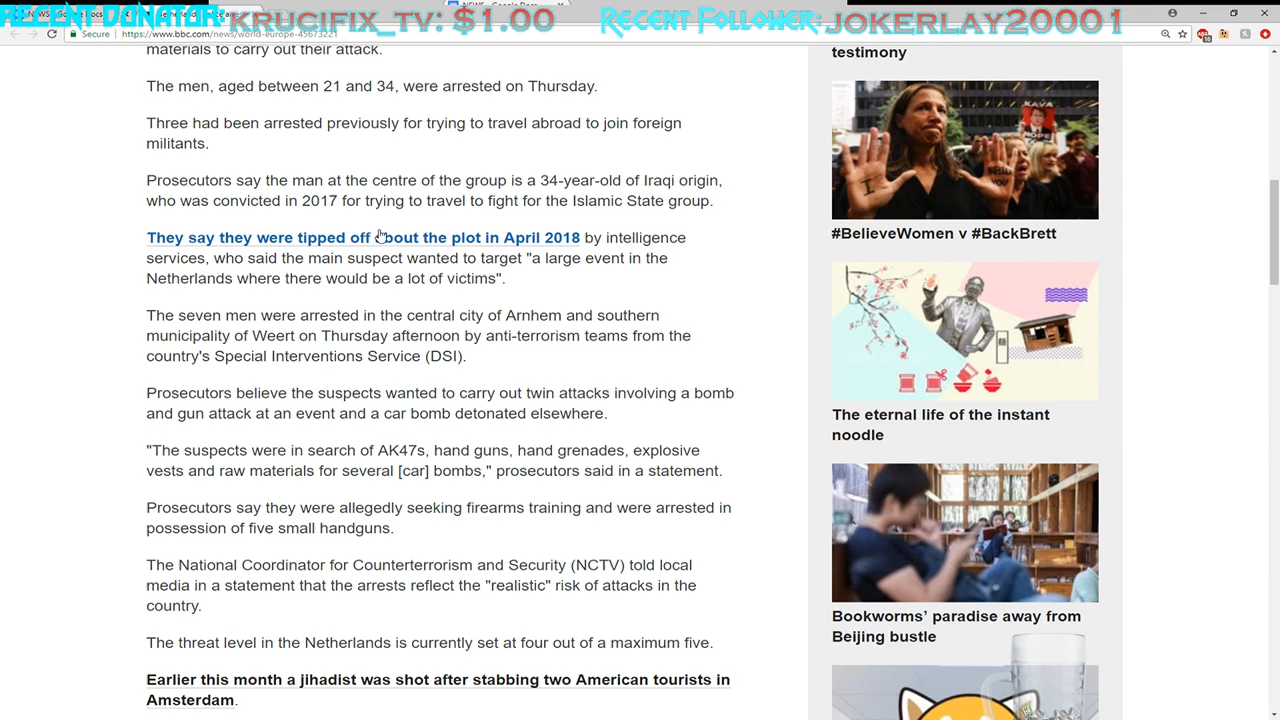 RECENT DONATOR: KRUCIFIX_TV: $1.00 RECENT FOLLOWER: JOKERLAY20001
Secure https://www.bbc.com/news/world-europe-45673221
materials to carry out their attack.
The men, aged between 21 and 34, were arrested on Thursday.
Three had been arrested previously for trying to travel abroad to join foreign
militants.
Prosecutors say the man at the centre of the group is a 34-year-old of Iraqi origin,
who was convicted in 2017 for trying to travel to fight for the Islamic State group.
They say they were tipped off about the plot in April 2018 by intelligence
services, who said the main suspect wanted to target "a large event in the
Netherlands where there would be a lot of victims".
The seven men were arrested in the central city of Arnhem and southern
municipality of Weert on Thursday afternoon by anti-terrorism teams from the
country's Special Interventions Service (DSI).
Prosecutors believe the suspects wanted to carry out twin attacks involving a bomb
and gun attack at an event and a car bomb detonated elsewhere.
"The suspects were in search of AK47s, hand guns, hand grenades, explosive
vests and raw materials for several [car] bombs," prosecutors said in a statement.
Prosecutors say they were allegedly seeking firearms training and were arrested in
possession of five small handguns.
The National Coordinator for Counterterrorism and Security (NCTV) told local
media in a statement that the arrests reflect the "realistic" risk of attacks in the
country.
The threat level in the Netherlands is currently set at four out of a maximum five.
Earlier this month a jihadist was shot after stabbing two American tourists in
Amsterdam.
testimony
#BelieveWomen v #BackBrett
The eternal life of the instant
noodle
Bookworms’ paradise away from
Beijing bustle